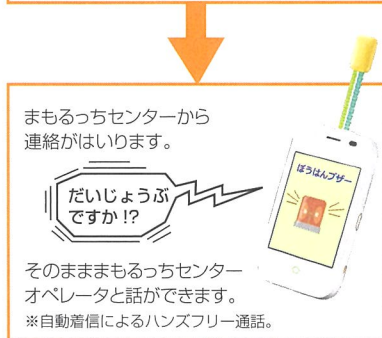 まもるっちセンターから
連絡がはいります。
だいじょうぶ
ですか!?
ぼうはんブザー
そのまままもるっちセンター
オペレータと話ができます。
※自動着信によるハンズフリー通話。